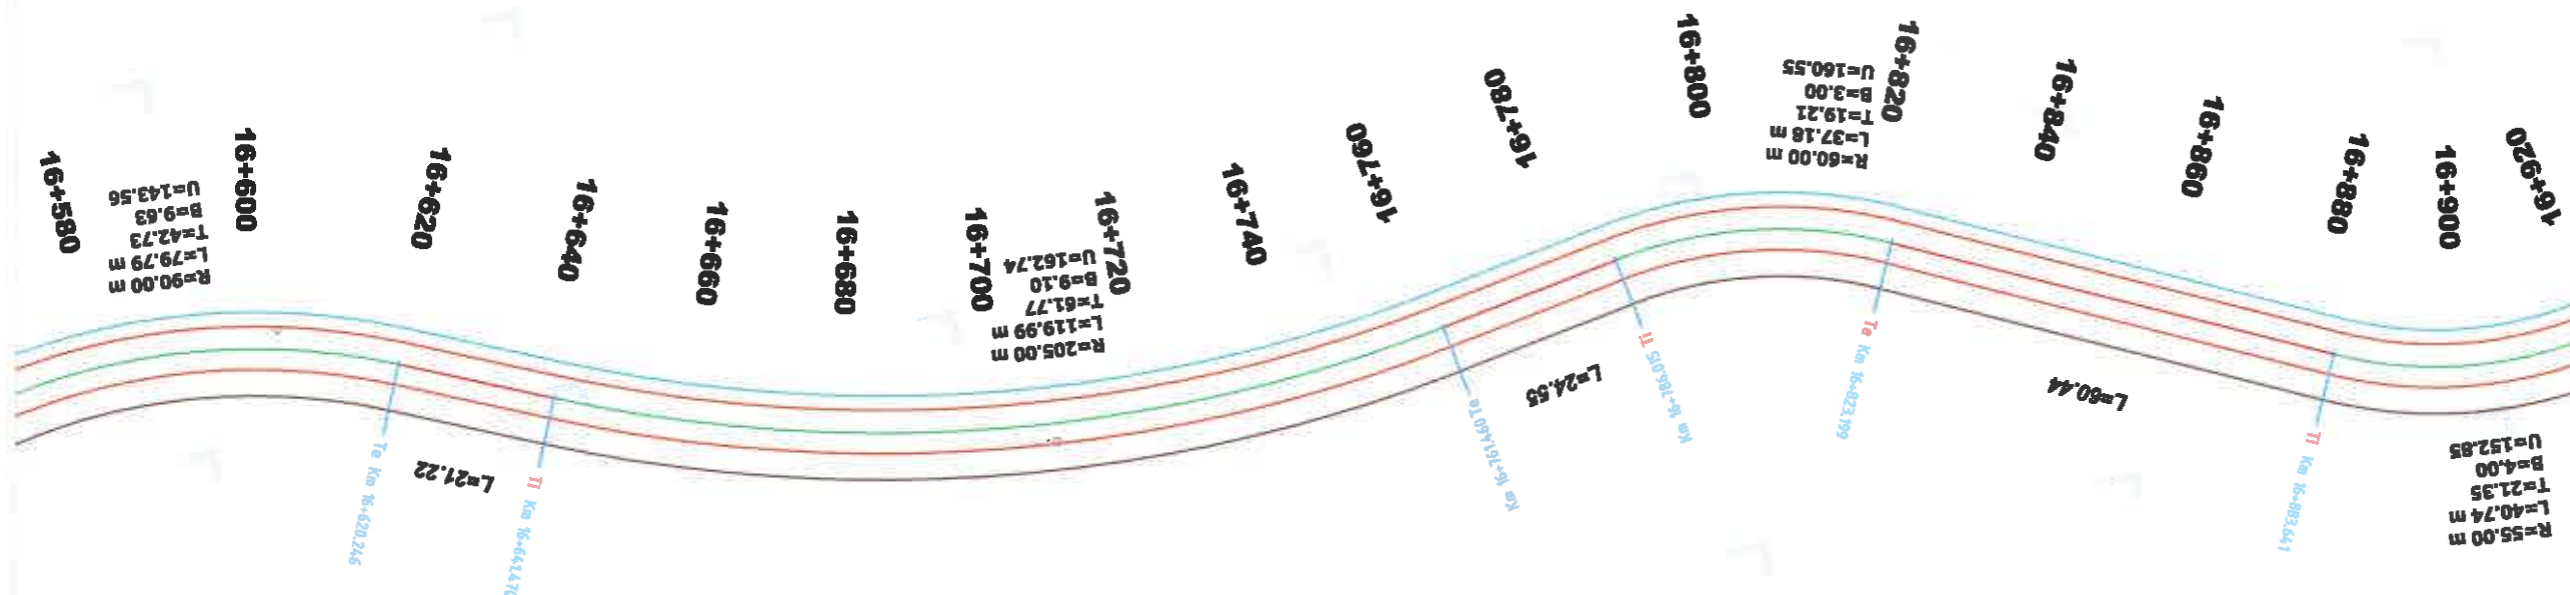 16+580
U=143.56
B=9.63
T=42.73
L=79.79 m
R=90.00 m
16+600
16+620
16+640
16+660
16+680
16+700
U=162.74
B=9.10
T=61.77
L=119.99 m
R=205.00 m
16+720
16+740
16+760
16+780
16+800
U=160.55
B=3.00
T=19.21
L=37.18 m
R=60.00 m
16+820
16+840
16+860
16+880
16+900
16+920
Te Km 16+620.246
L=21.22
Ti Km 16+641.470
Km 16+761.460 Te
L=24.55
Km 16+786.015 Ti
Te Km 16+823.199
L=60.44
Ti Km 16+883.641
U=152.85
B=4.00
T=21.35
L=40.74 m
R=55.00 m